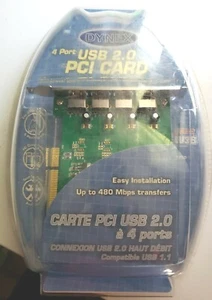 DYNEX
4 Port USB 2.0
PCI CARD
Easy Installation
Up to 480 Mbps transfers
CARTE PCI USB 2.0
à 4 ports
CONNEXION USB 2.0 HAUT DÉBIT
Compatible USB 1.1